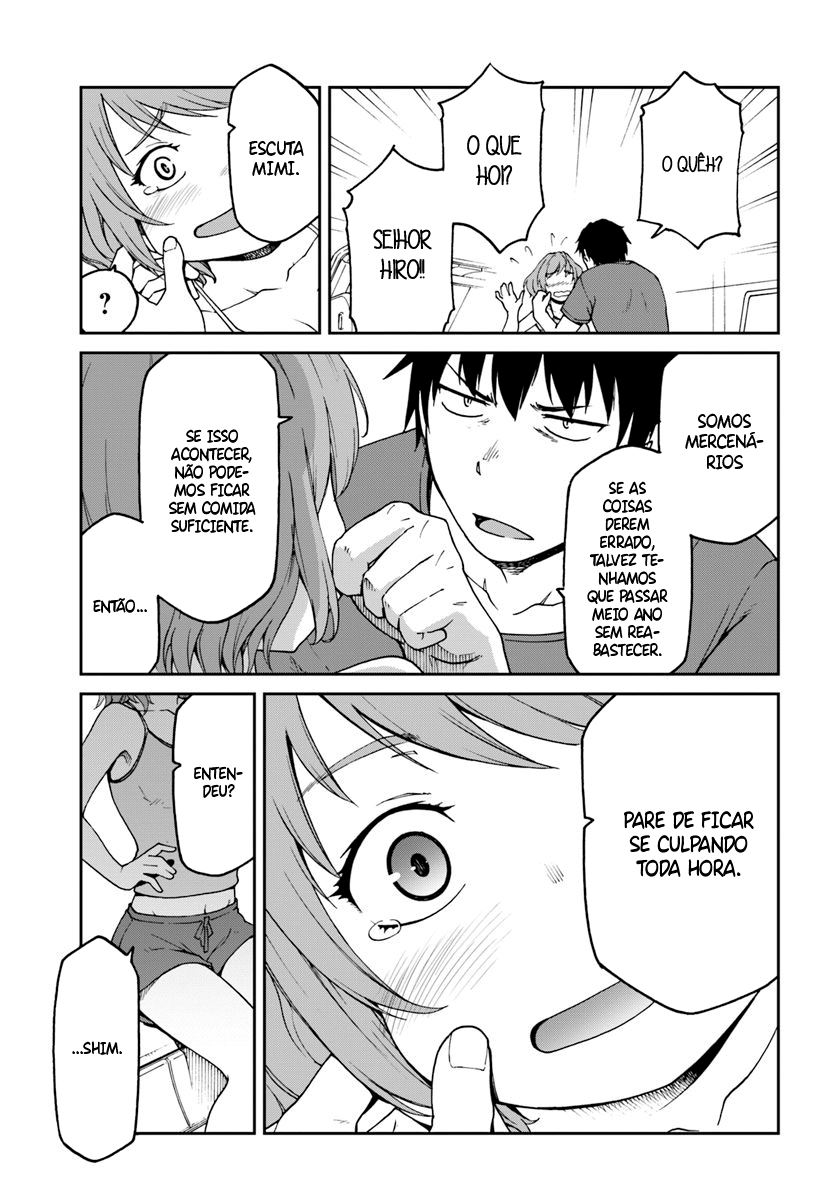 O QUÊH?
O QUE
HOI?
SELHOR
HIRO!!
ESCUTA
MIMI.
?
SOMOS
MERCENÁ-
RIOS
SE AS
COISAS
DEREM
ERRADO,
TALVEZ TE-
NHAMOS
QUE PASSAR
MEIO ANO
SEM REA-
BASTECER.
SE ISSO
ACONTECER,
NÃO PODE-
MOS FICAR
SEM COMIDA
SUFICIENTE.
ENTÃO...
PARE DE FICAR
SE CULPANDO
TODA HORA.
ENTEN-
DEU?
...SHIM.